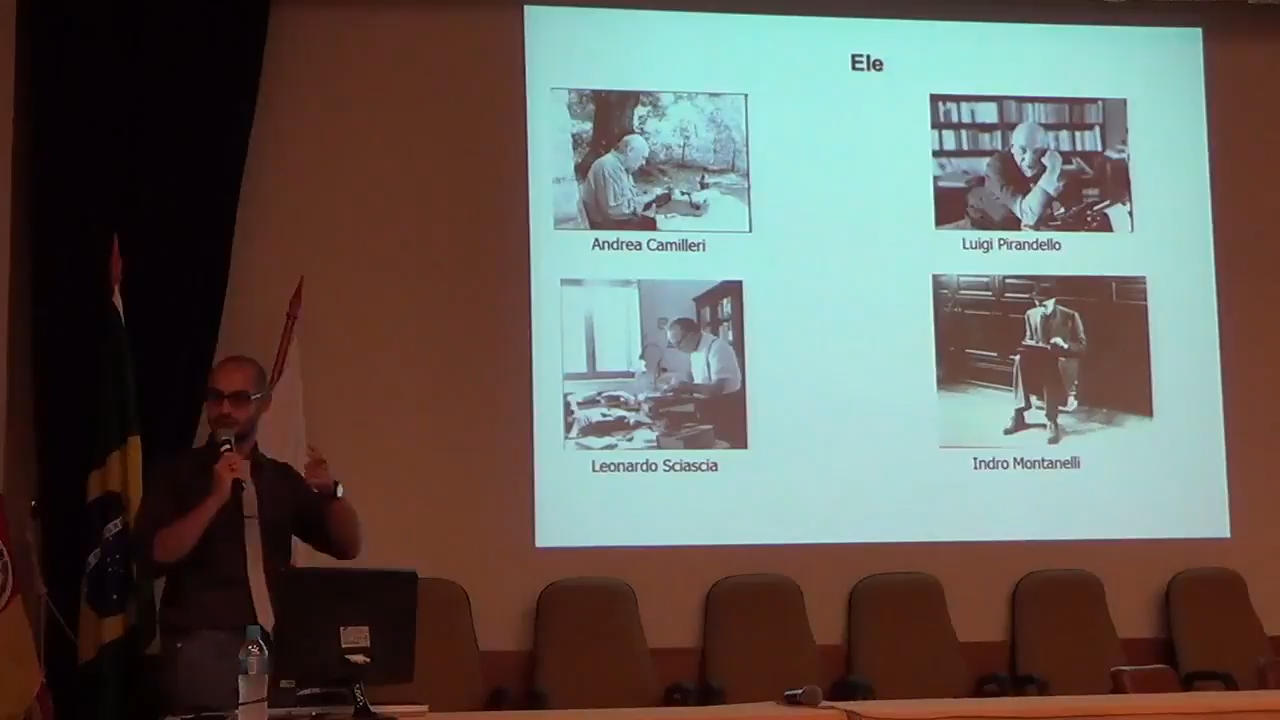 Ele
Andrea Camilleri
Luigi Pirandello
Leonardo Sciascia
Indro Montanelli